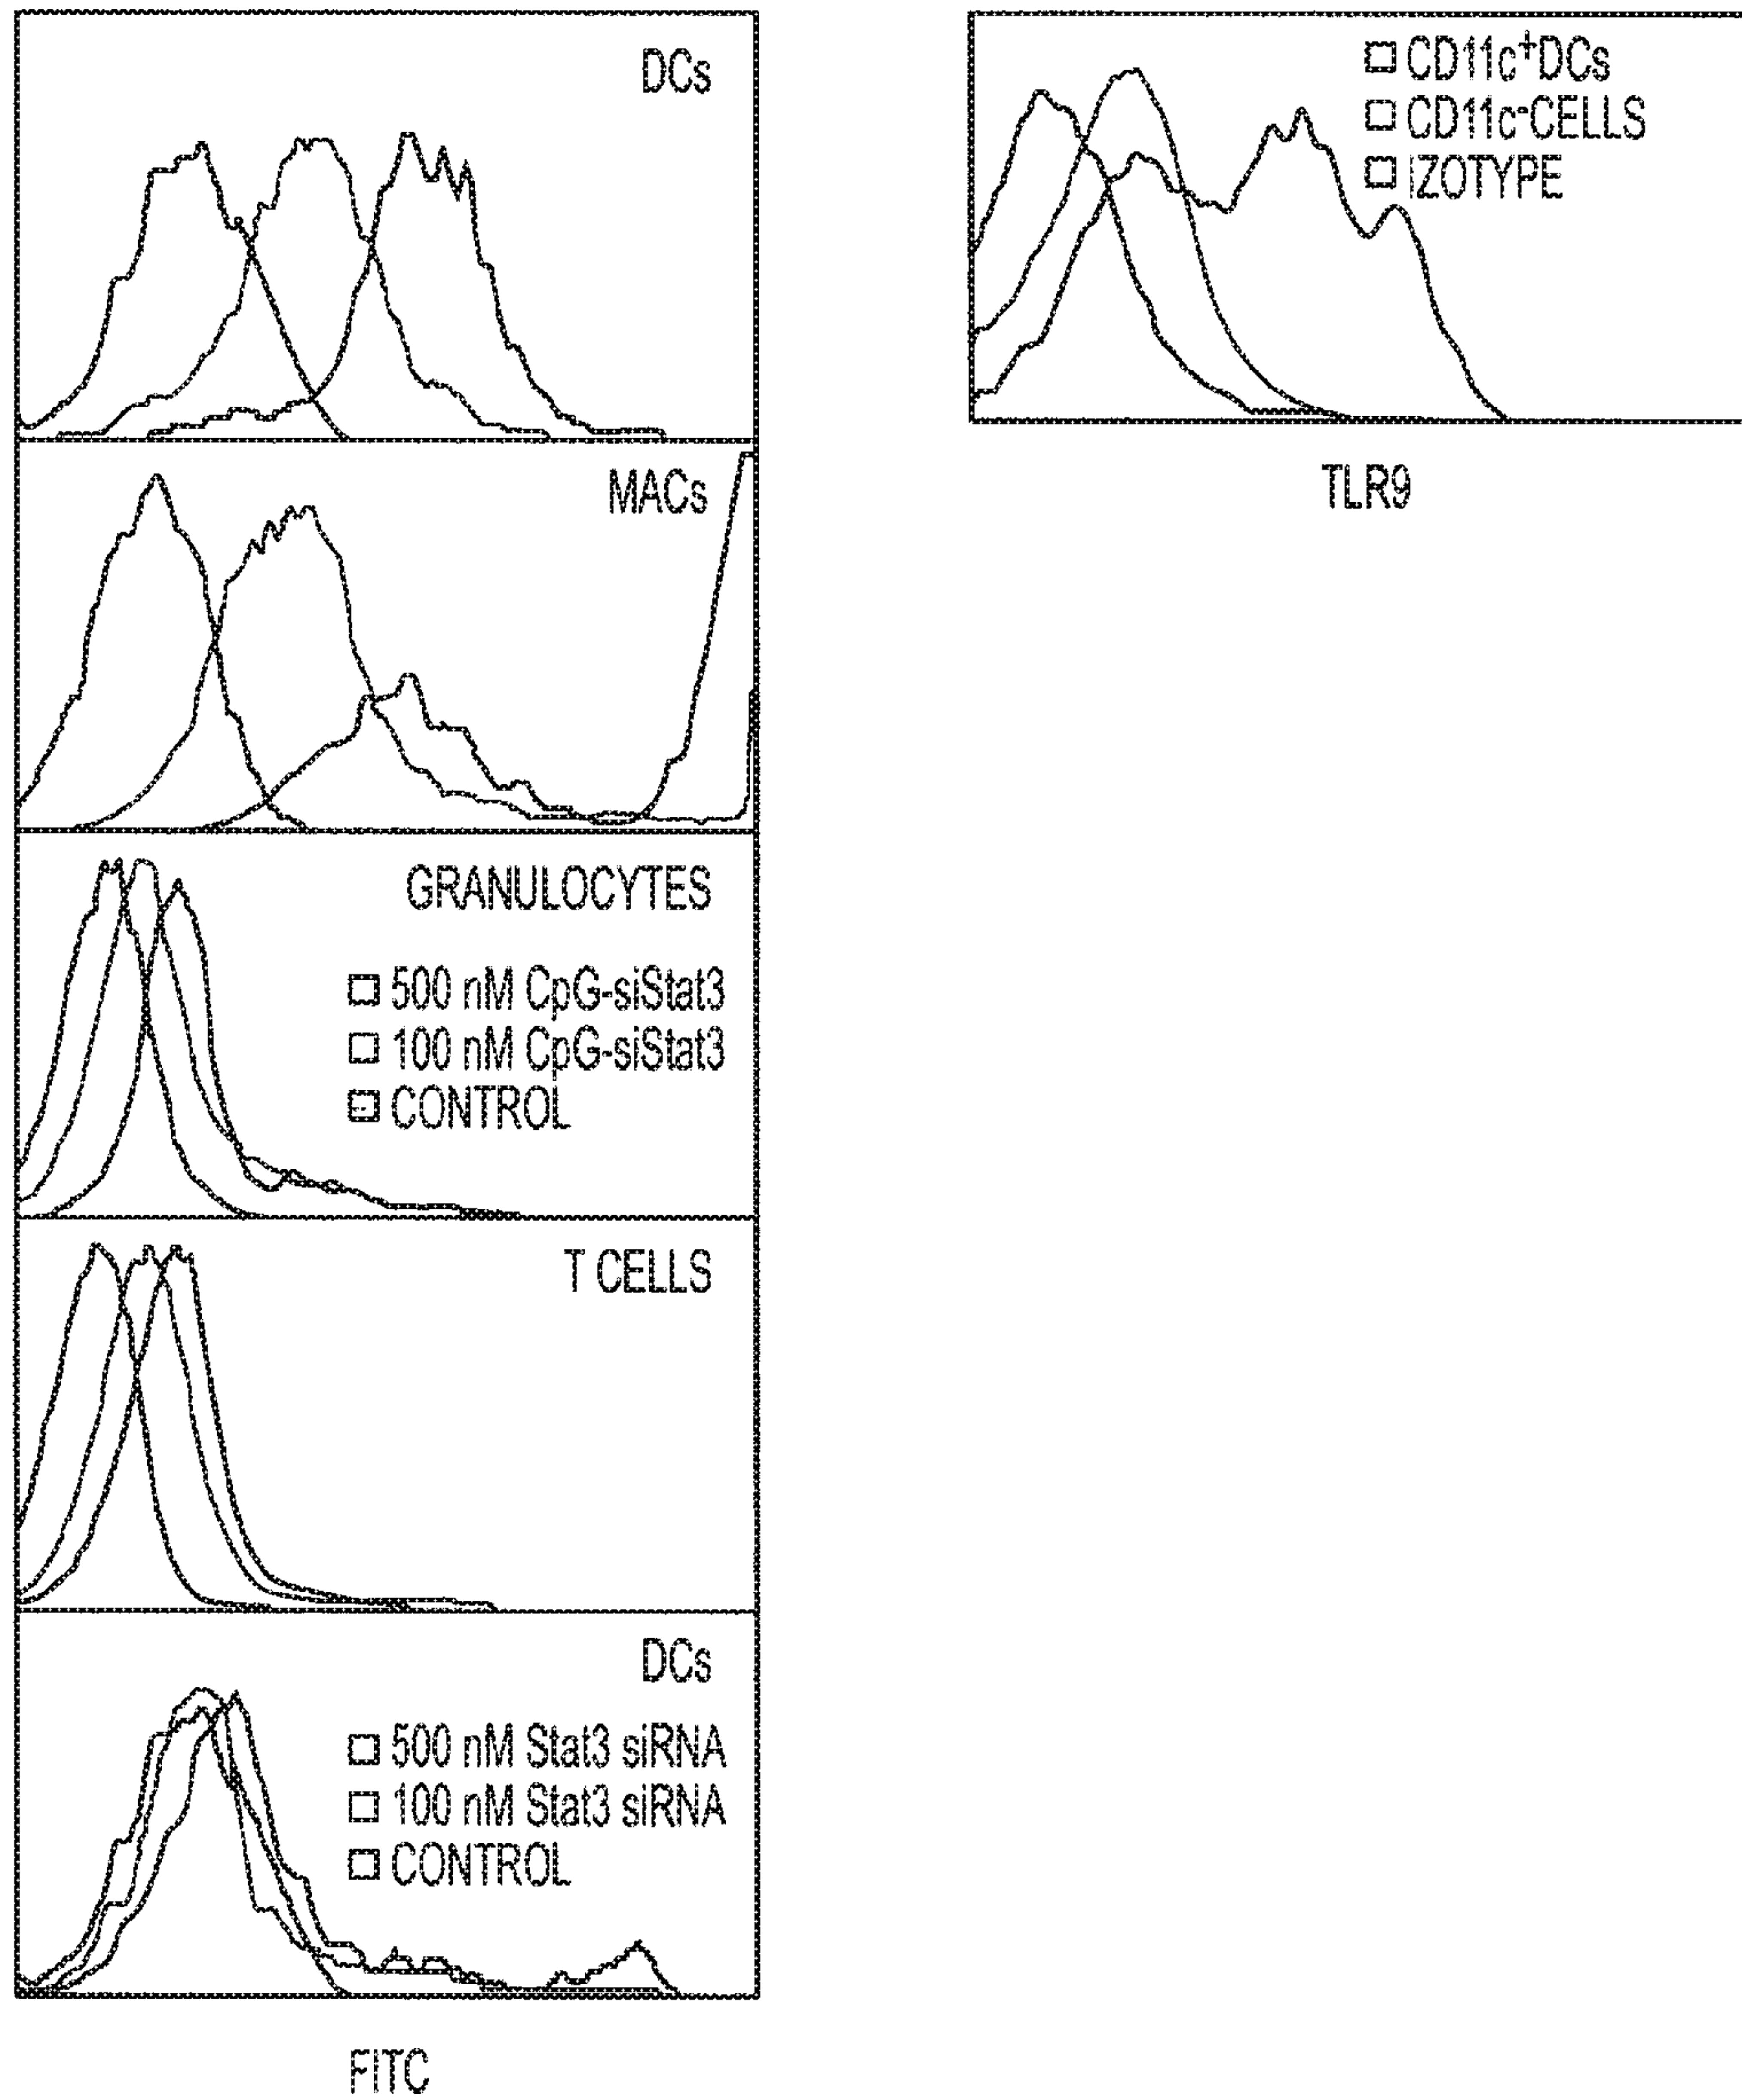 DCs
MACs
GRANULOCYTES
500 nM CpG-siStat3
100 nM CpG-siStat3
CONTROL
T CELLS
DCs
500 nM Stat3 siRNA
100 nM Stat3 siRNA
CONTROL
FITC
CD11c⁺DCs
CD11c⁻CELLS
IZOTYPE
TLR9